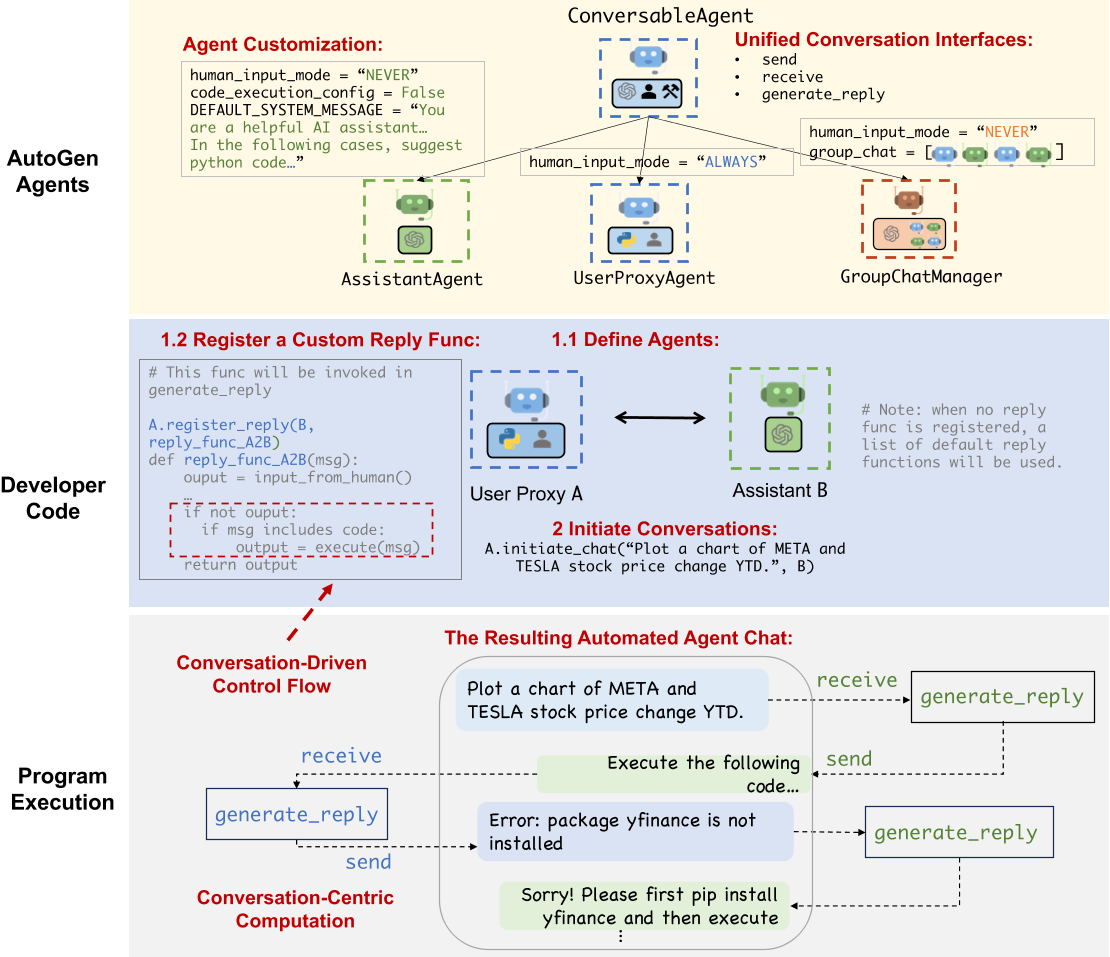 ConversableAgent
Agent Customization:
human_input_mode = “NEVER”
code_execution_config = False
DEFAULT_SYSTEM_MESSAGE = “You
are a helpful AI assistant…
In the following cases, suggest
python code…”
Unified Conversation Interfaces:
• send
• receive
• generate_reply
AutoGen
Agents
human_input_mode = “ALWAYS”
human_input_mode = “NEVER”
group_chat = [ ]
AssistantAgent
UserProxyAgent
GroupChatManager
Developer
Code
1.2 Register a Custom Reply Func:
# This func will be invoked in
generate_reply
A.register_reply(B,
reply_func_A2B)
def reply_func_A2B(msg):
ouput = input_from_human()
…
if not ouput:
if msg includes code:
output = execute(msg)
return output
1.1 Define Agents:
User Proxy A
Assistant B
# Note: when no reply
func is registered, a
list of default reply
functions will be used.
2 Initiate Conversations:
A.initiate_chat(“Plot a chart of META and
TESLA stock price change YTD.”, B)
Program
Execution
Conversation-Driven
Control Flow
The Resulting Automated Agent Chat:
Plot a chart of META and
TESLA stock price change YTD.
receive
generate_reply
send
Execute the following
code…
receive
generate_reply
send
Error: package yfinance is not
installed
generate_reply
Sorry! Please first pip install
yfinance and then execute
⋮
Conversation-Centric
Computation